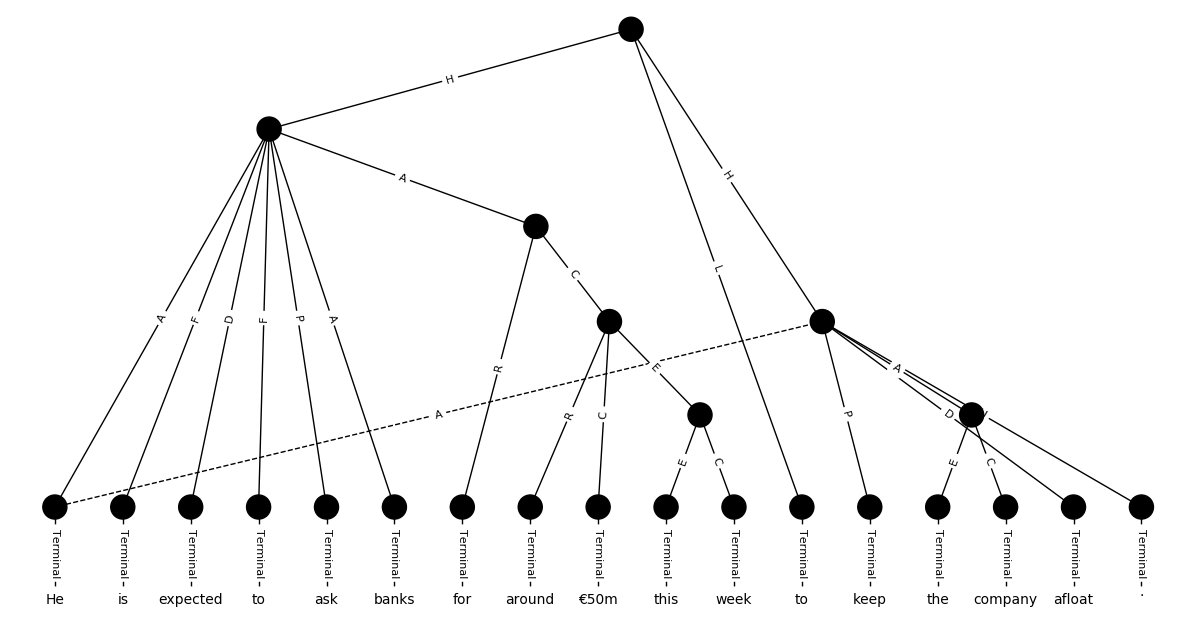 H
A
H
A
F
D
F
P
A
C
L
R
E
A
R
C
P
A
D
E
C
E
C
Terminal Terminal Terminal Terminal Terminal Terminal Terminal Terminal Terminal Terminal Terminal Terminal Terminal Terminal Terminal Terminal Terminal
He is expected to ask banks for around €50m this week to keep the company afloat .